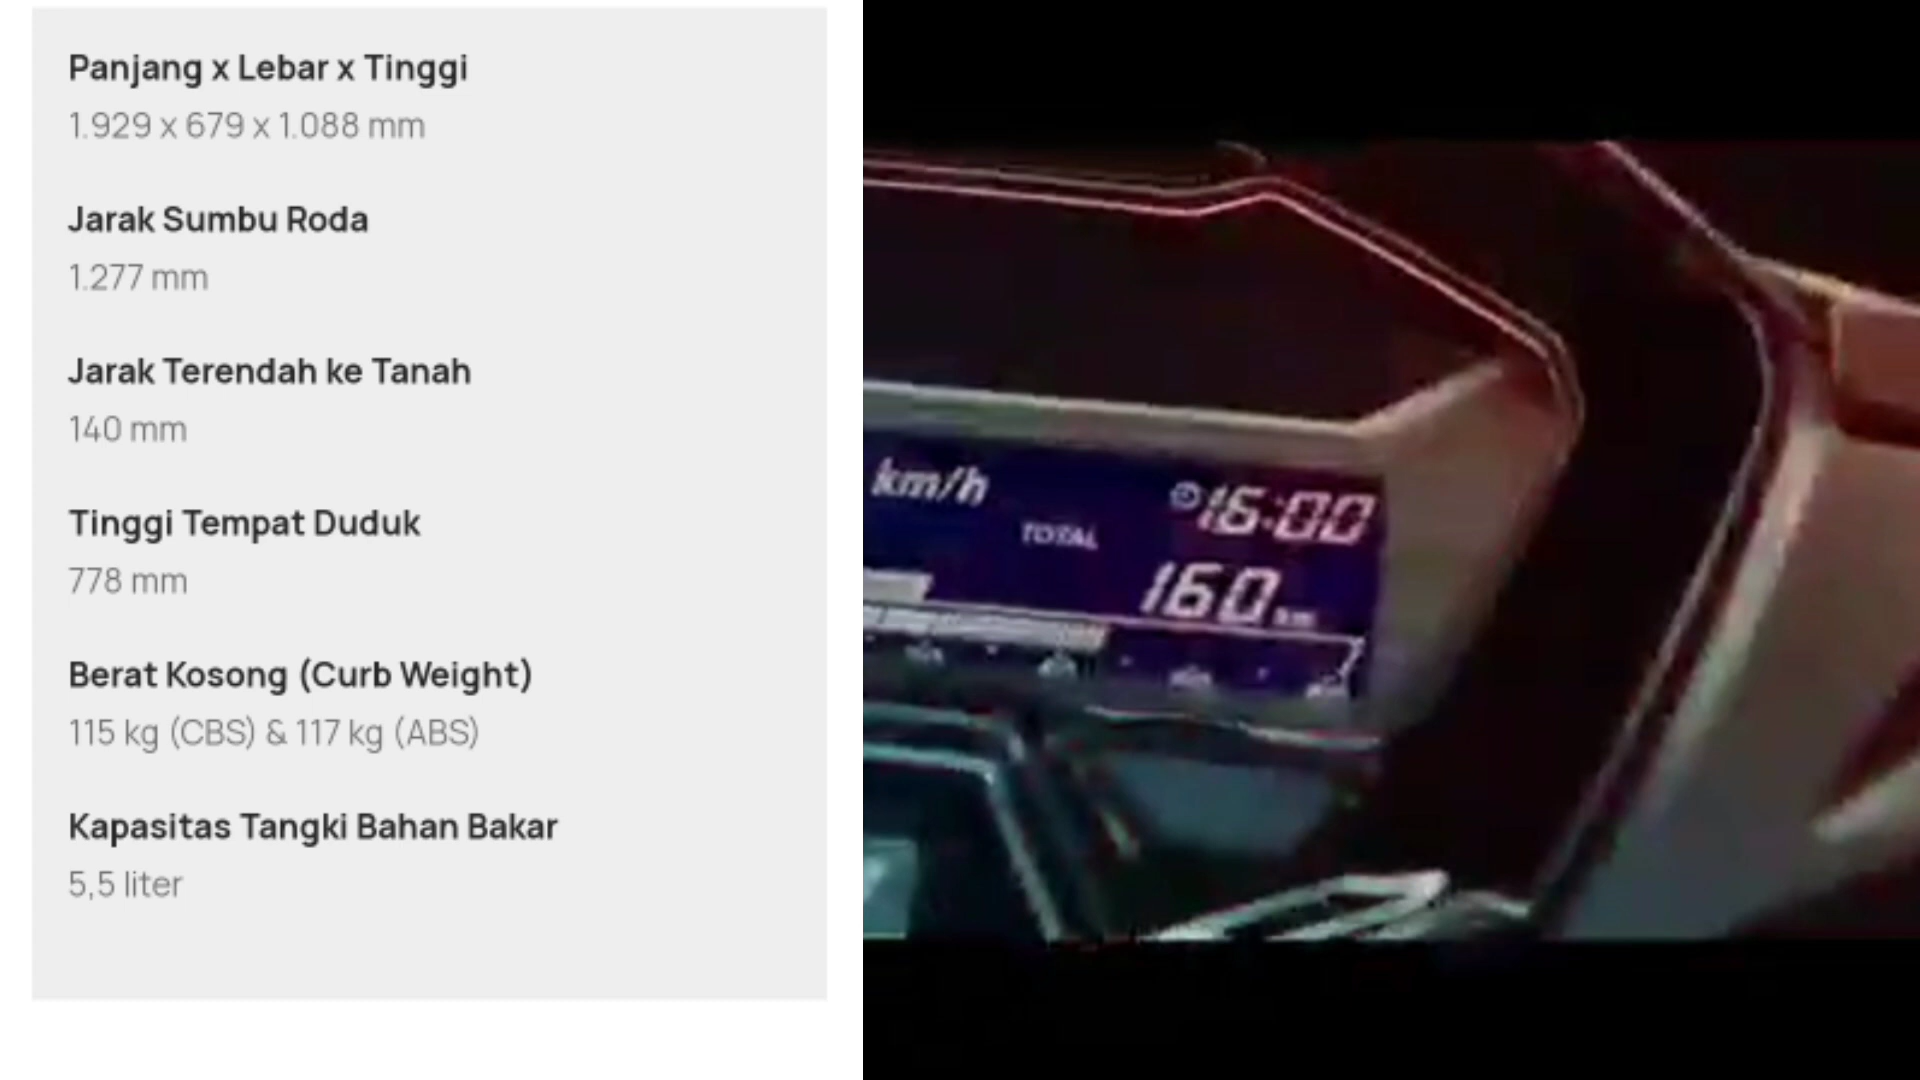 Panjang x Lebar x Tinggi
1.929 x 679 x 1.088 mm
Jarak Sumbu Roda
1.277 mm
Jarak Terendah ke Tanah
140 mm
Tinggi Tempat Duduk
778 mm
Berat Kosong (Curb Weight)
115 kg (CBS) & 117 kg (ABS)
Kapasitas Tangki Bahan Bakar
5,5 liter
km/h
16:00
TOTAL
160 km